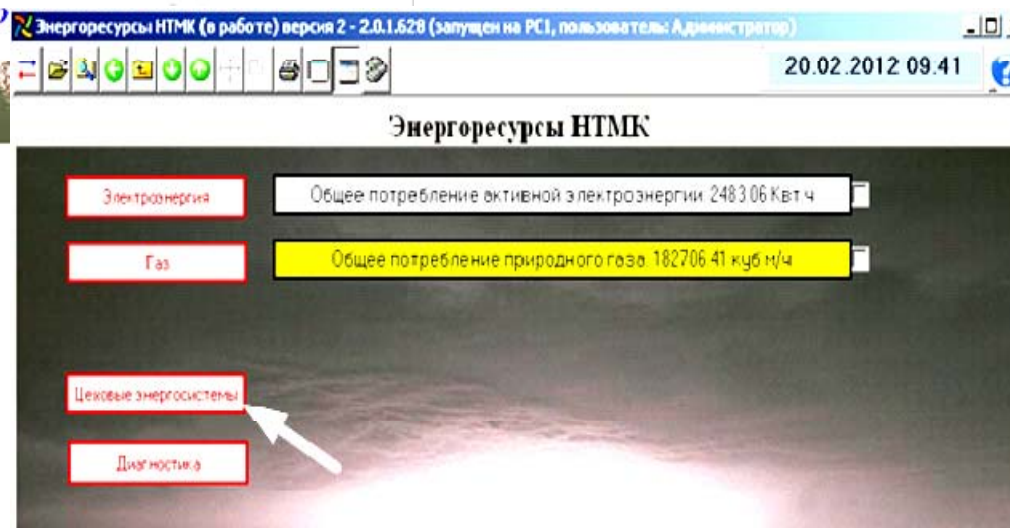 Энергоресурсы НТМК (в работе) версия 2 - 2.0.1.628 (запущен на PC1, пользователь: Администратор)
20.02.2012 09.41
Энергоресурсы НТМК
Электроэнергия
Общее потребление активной электроэнергии 2483.06 Квт ч
Газ
Общее потребление природного газа. 182706.41 куб м/ч
Цеховые энергосистемы
Диагностика